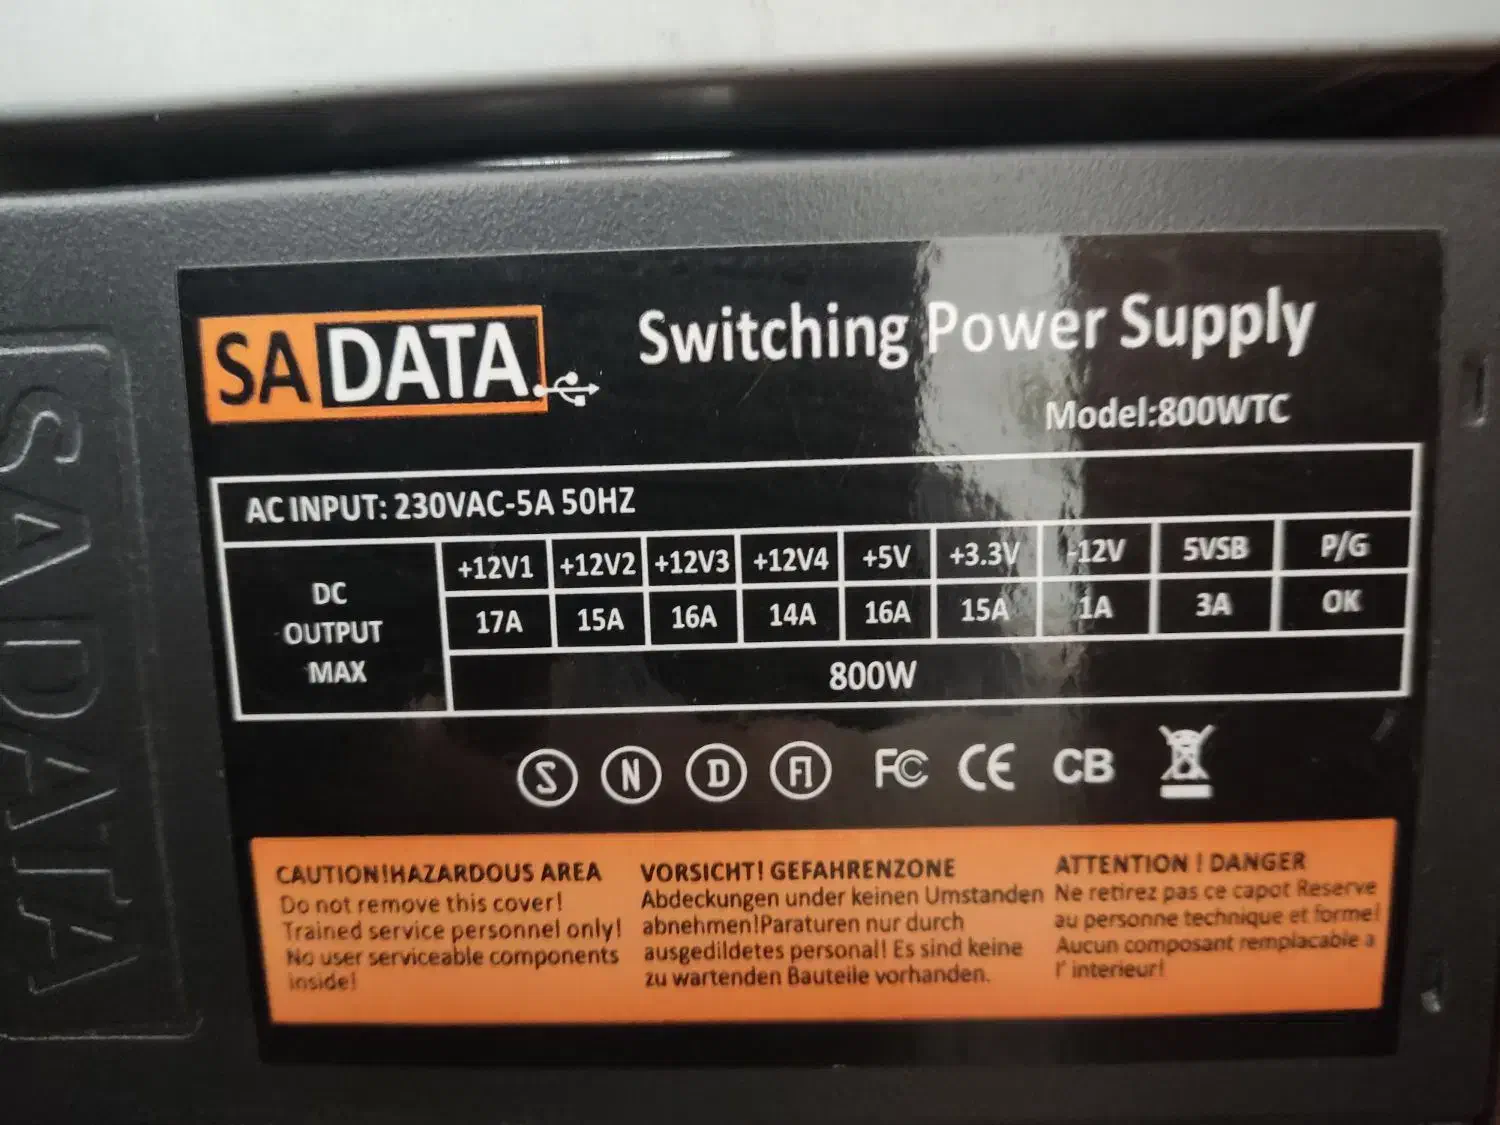 SA DATA
Switching Power Supply
Model:800WTC
AC INPUT: 230VAC-5A 50HZ
DC OUTPUT MAX
+12V1 +12V2 +12V3 +12V4 +5V +3.3V -12V 5VSB P/G
17A 15A 16A 14A 16A 15A 1A 3A OK
800W
S N D FI FC CE CB
CAUTION!HAZARDOUS AREA
Do not remove this cover!
Trained service personnel only!
No user serviceable components
inside!
VORSICHT! GEFAHRENZONE
Abdeckungen under keinen Umstanden
abnehmen!Paraturen nur durch
ausgedildetes personal! Es sind keine
zu wartenden Bauteile vorhanden.
ATTENTION ! DANGER
Ne retirez pas ce capot Reserve
au personne technique et forme!
Aucun composant remplacable a
l' interieur!
SADATA